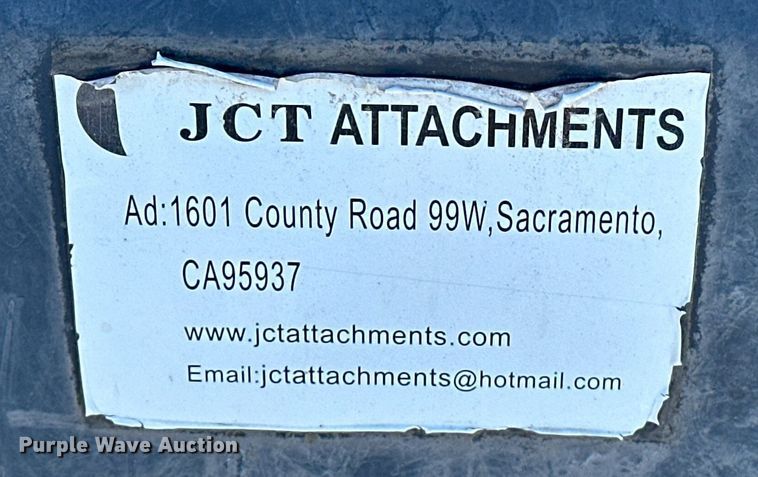 JCT ATTACHMENTS
Ad:1601 County Road 99W,Sacramento,
CA95937
www.jctattachments.com
Email:jctattachments@hotmail.com
Purple Wave Auction